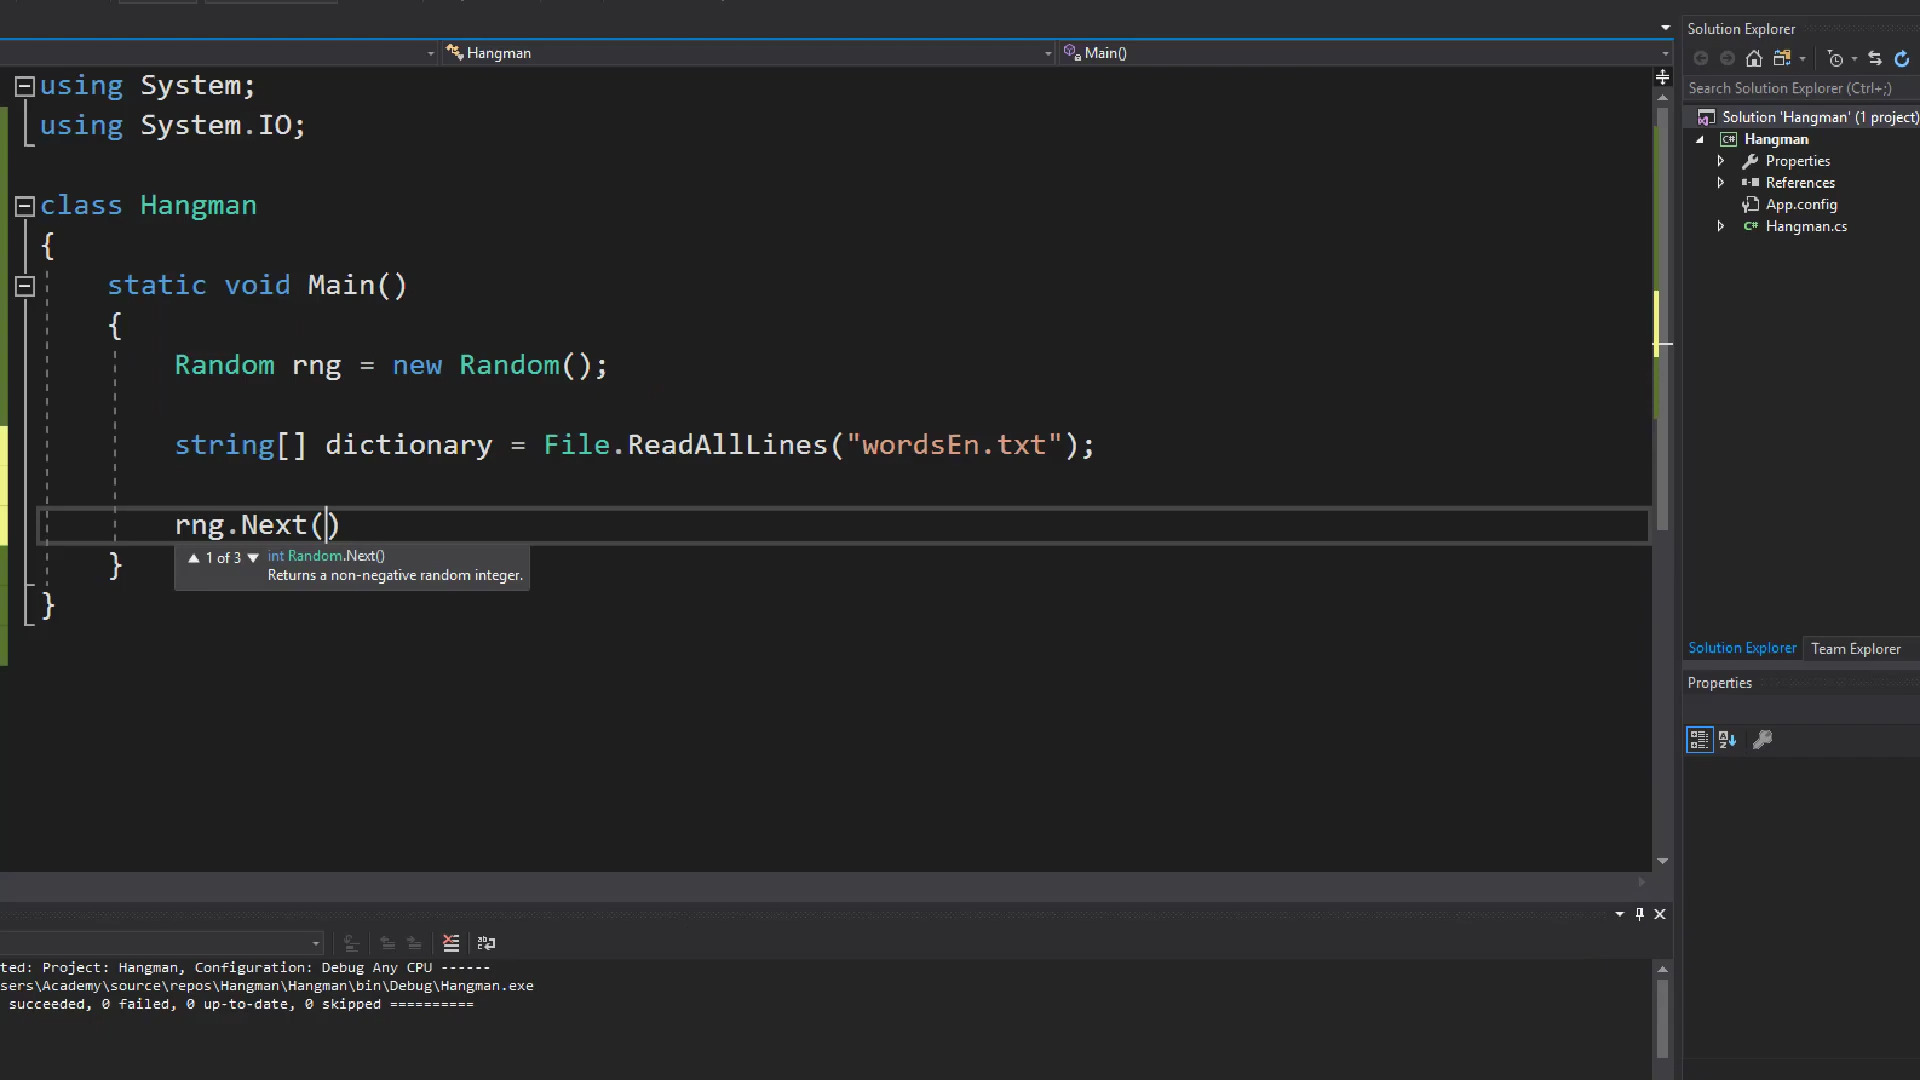 Hangman
Main()
using System;
using System.IO;
class Hangman
{
static void Main()
{
Random rng = new Random();
string[] dictionary = File.ReadAllLines("wordsEn.txt");
rng.Next()
1 of 3 int Random.Next()
Returns a non-negative random integer.
}
}
Solution Explorer
Search Solution Explorer (Ctrl+;)
Solution 'Hangman' (1 project)
C# Hangman
Properties
References
App.config
C# Hangman.cs
Solution Explorer Team Explorer
Properties
ted: Project: Hangman, Configuration: Debug Any CPU ------
sers\Academy\source\repos\Hangman\Hangman\bin\Debug\Hangman.exe
succeeded, 0 failed, 0 up-to-date, 0 skipped ==========